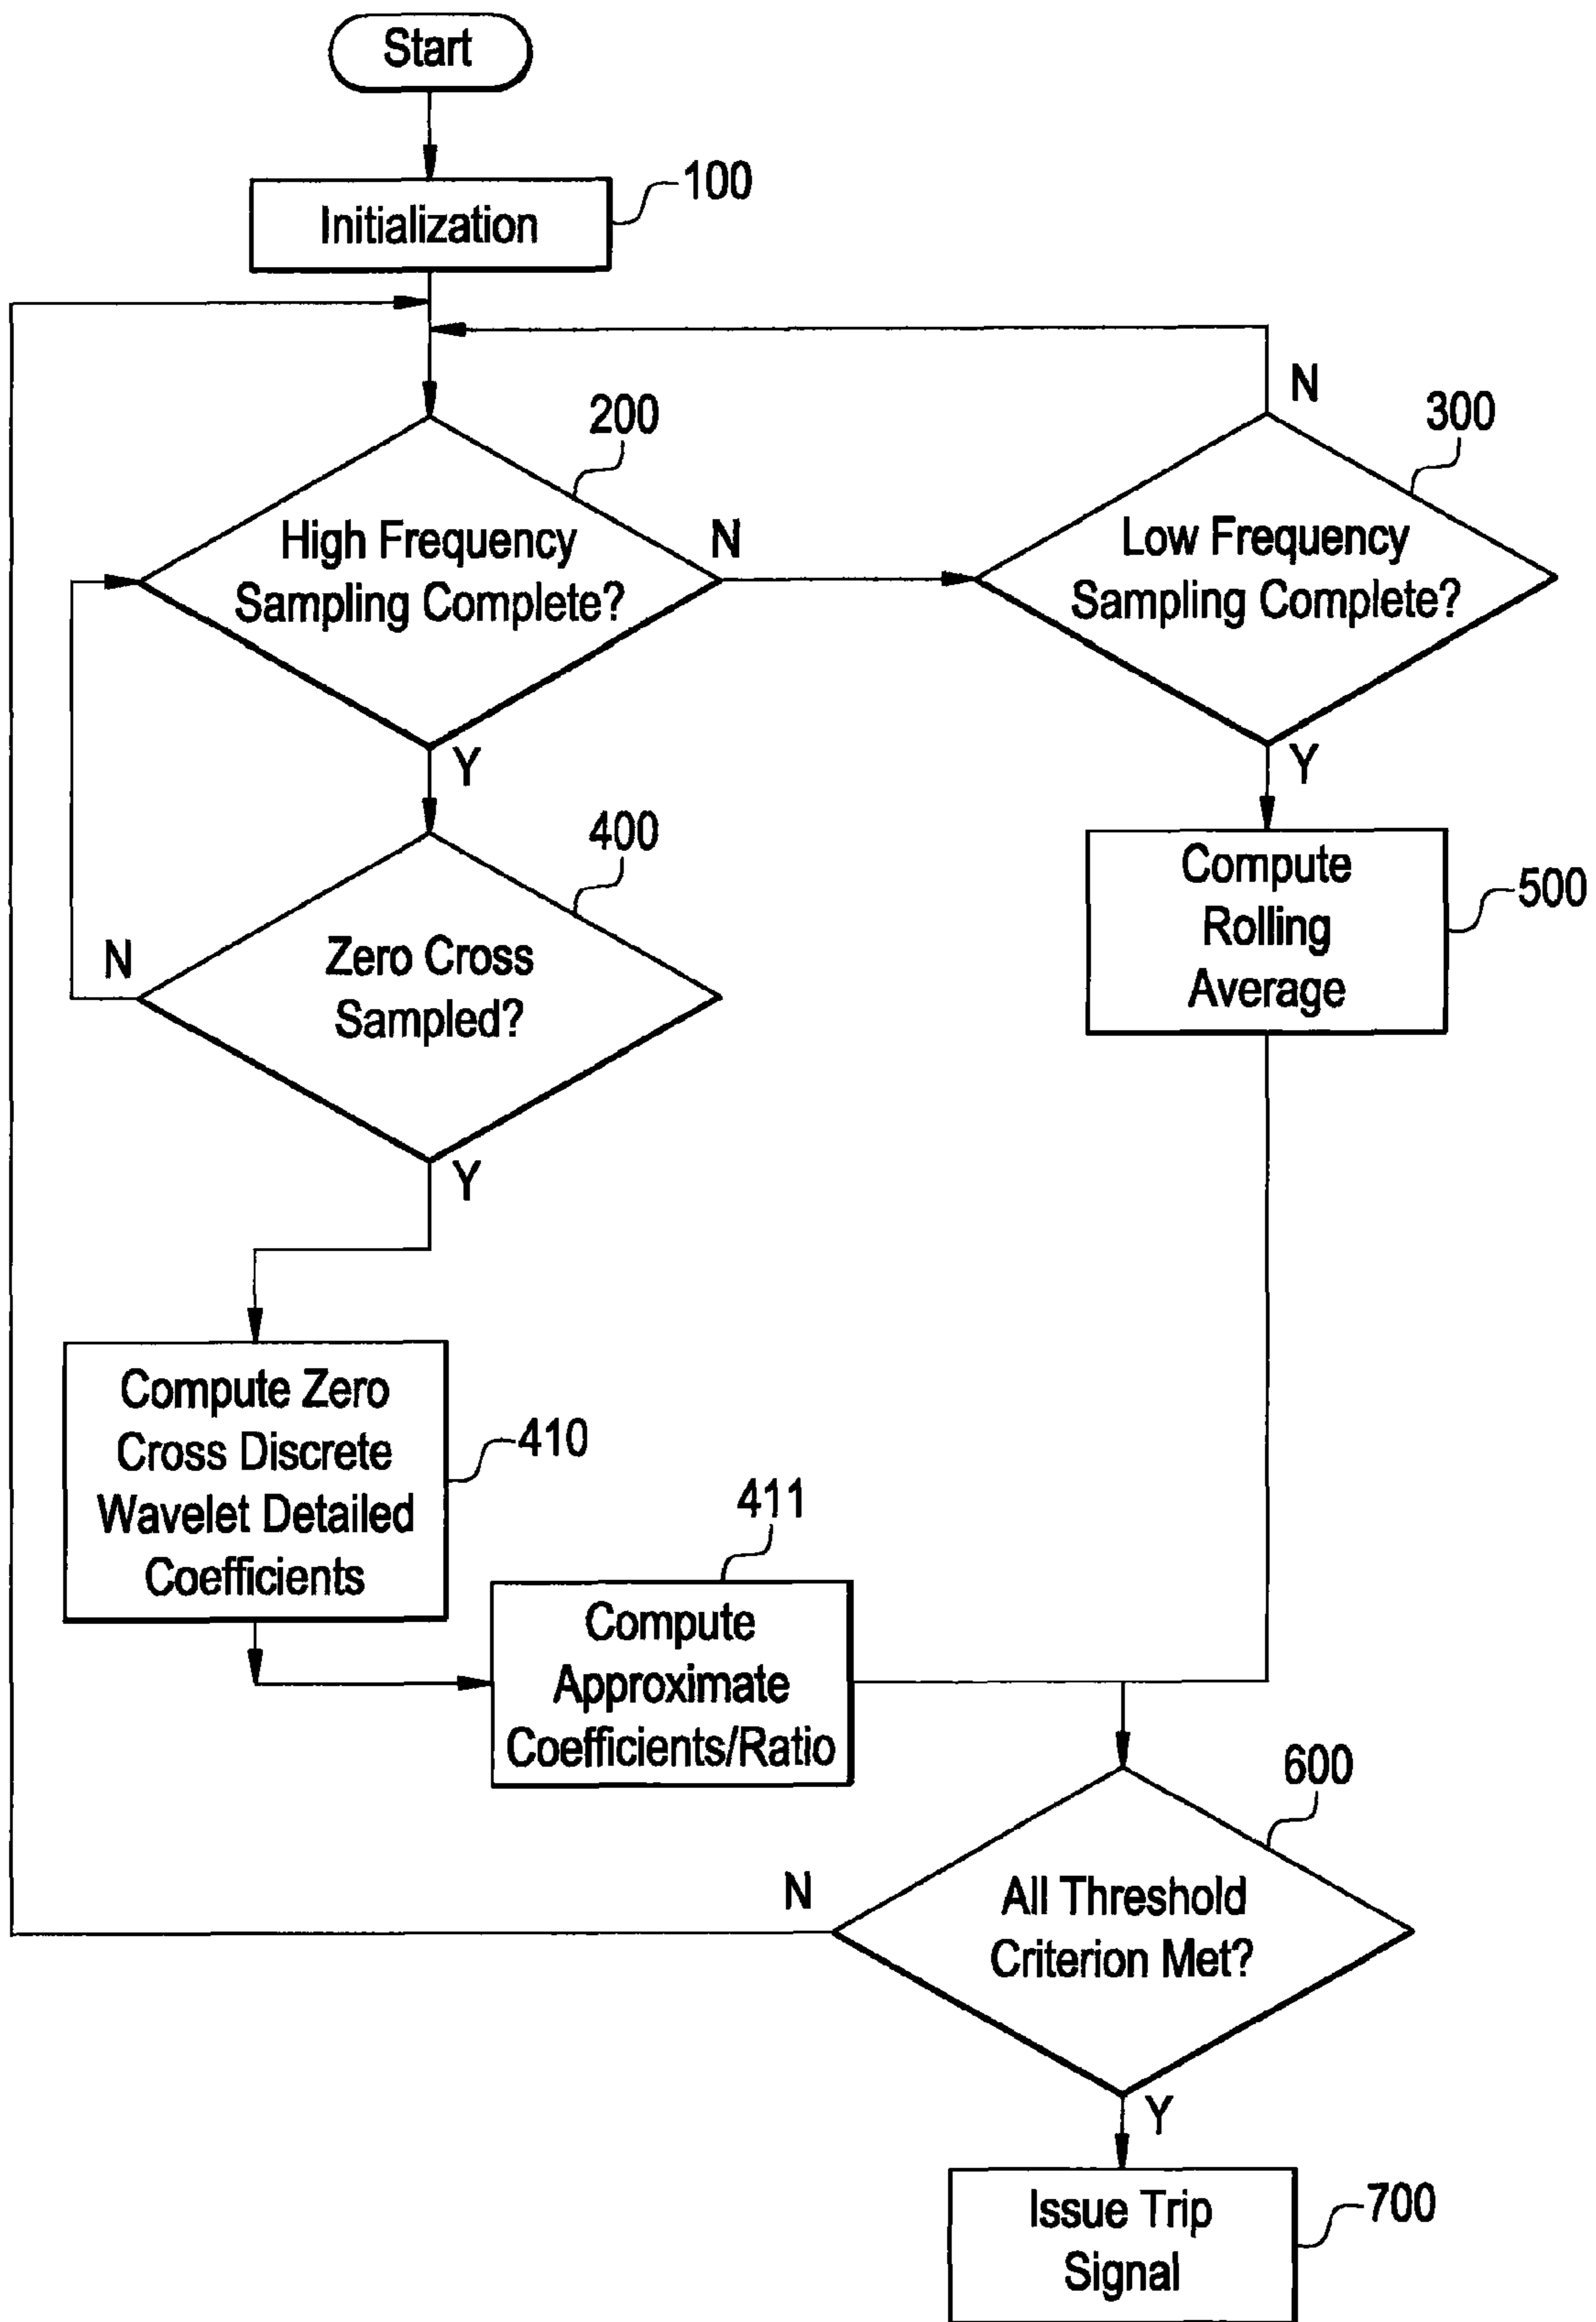 Start
Initialization
100
N
200
300
High Frequency
Sampling Complete?
N
Low Frequency
Sampling Complete?
Y
Y
400
Zero Cross
Sampled?
N
Compute
Rolling
Average
500
Y
Compute Zero
Cross Discrete
Wavelet Detailed
Coefficients
410
411
Compute
Approximate
Coefficients/Ratio
600
N
All Threshold
Criterion Met?
Y
Issue Trip
Signal
700